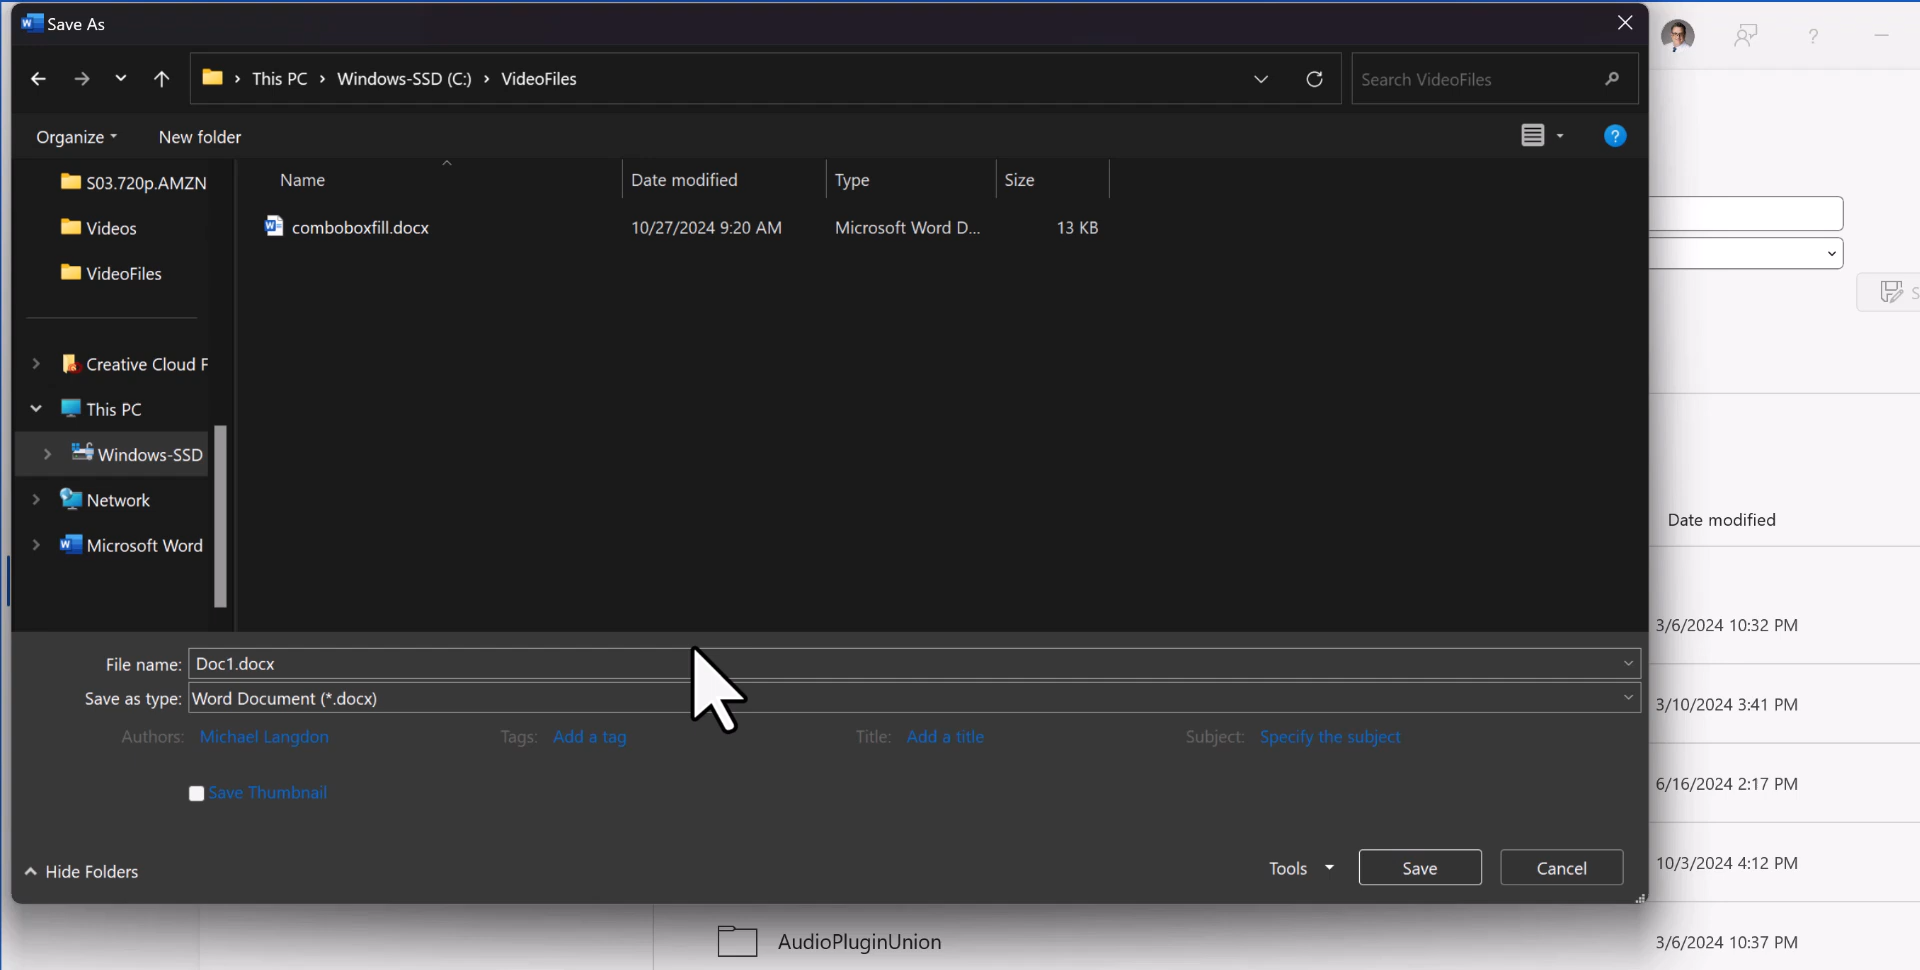 Save As
This PC > Windows-SSD (C:) > VideoFiles
Search VideoFiles
?
Organize
New folder
?
Name
Date modified
Type
Size
S03.720p.AMZN
comboboxfill.docx
10/27/2024 9:20 AM
Microsoft Word D...
13 KB
Videos
VideoFiles
S
Creative Cloud F
This PC
Windows-SSD
Network
Microsoft Word
Date modified
3/6/2024 10:32 PM
File name: Doc1.docx
Save as type: Word Document (*.docx)
3/10/2024 3:41 PM
Authors: Michael Langdon
Tags: Add a tag
Title: Add a title
Subject: Specify the subject
6/16/2024 2:17 PM
Save Thumbnail
Hide Folders
Tools
Save
Cancel
10/3/2024 4:12 PM
AudioPluginUnion
3/6/2024 10:37 PM